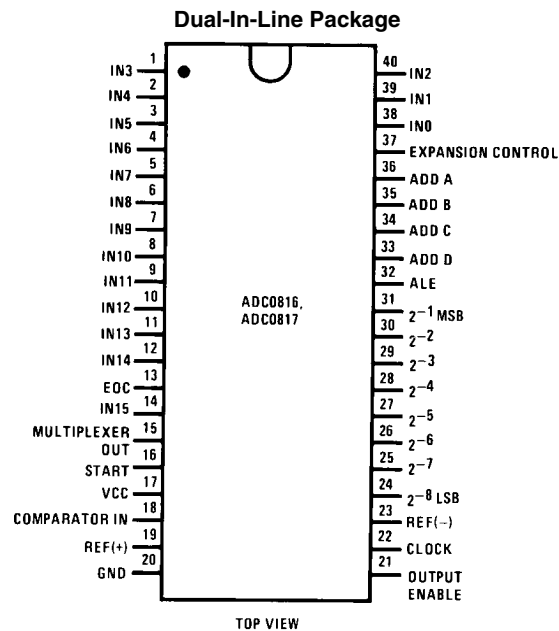 Dual-In-Line Package
1
IN3
2
IN4
3
IN5
4
IN6
5
IN7
6
IN8
7
IN9
8
IN10
9
IN11
10
IN12
11
IN13
12
IN14
13
EOC
14
IN15
15
MULTIPLEXER
OUT
16
START
17
VCC
18
COMPARATOR IN
19
REF(+)
20
GND
ADC0816,
ADC0817
40
IN2
39
IN1
38
IN0
37
EXPANSION CONTROL
36
ADD A
35
ADD B
34
ADD C
33
ADD D
32
ALE
31
2⁻¹ MSB
30
2⁻²
29
2⁻³
28
2⁻⁴
27
2⁻⁵
26
2⁻⁶
25
2⁻⁷
24
2⁻⁸ LSB
23
REF(−)
22
CLOCK
21
OUTPUT
ENABLE
TOP VIEW